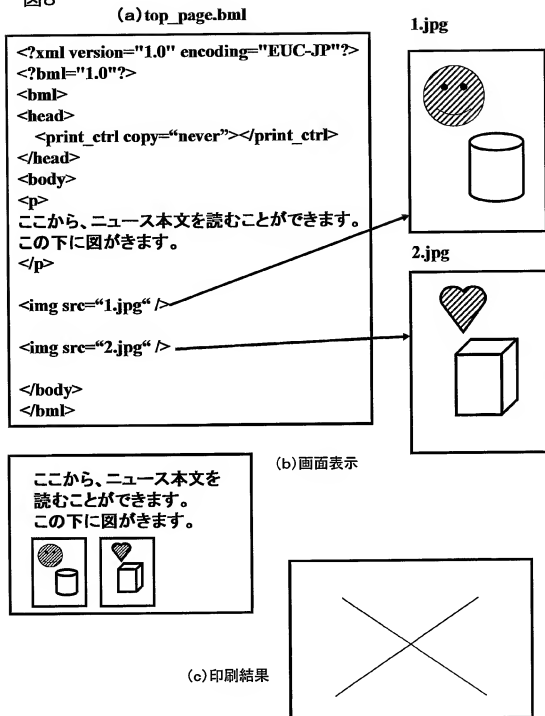 (a)top_page.bml
1.jpg
<?xml version="1.0" encoding="EUC-JP"?>
<?bml="1.0"?>
<bml>
<head>
<print_ctrl copy=“never”></print_ctrl>
</head>
<body>
<p>
ここから、ニュース本文を読むことができます。
この下に図がきます。
</p>
<img src=“1.jpg“ />
<img src=“2.jpg“ />
</body>
</bml>
2.jpg
(b)画面表示
ここから、ニュース本文を
読むことができます。
この下に図がきます。
(c)印刷結果